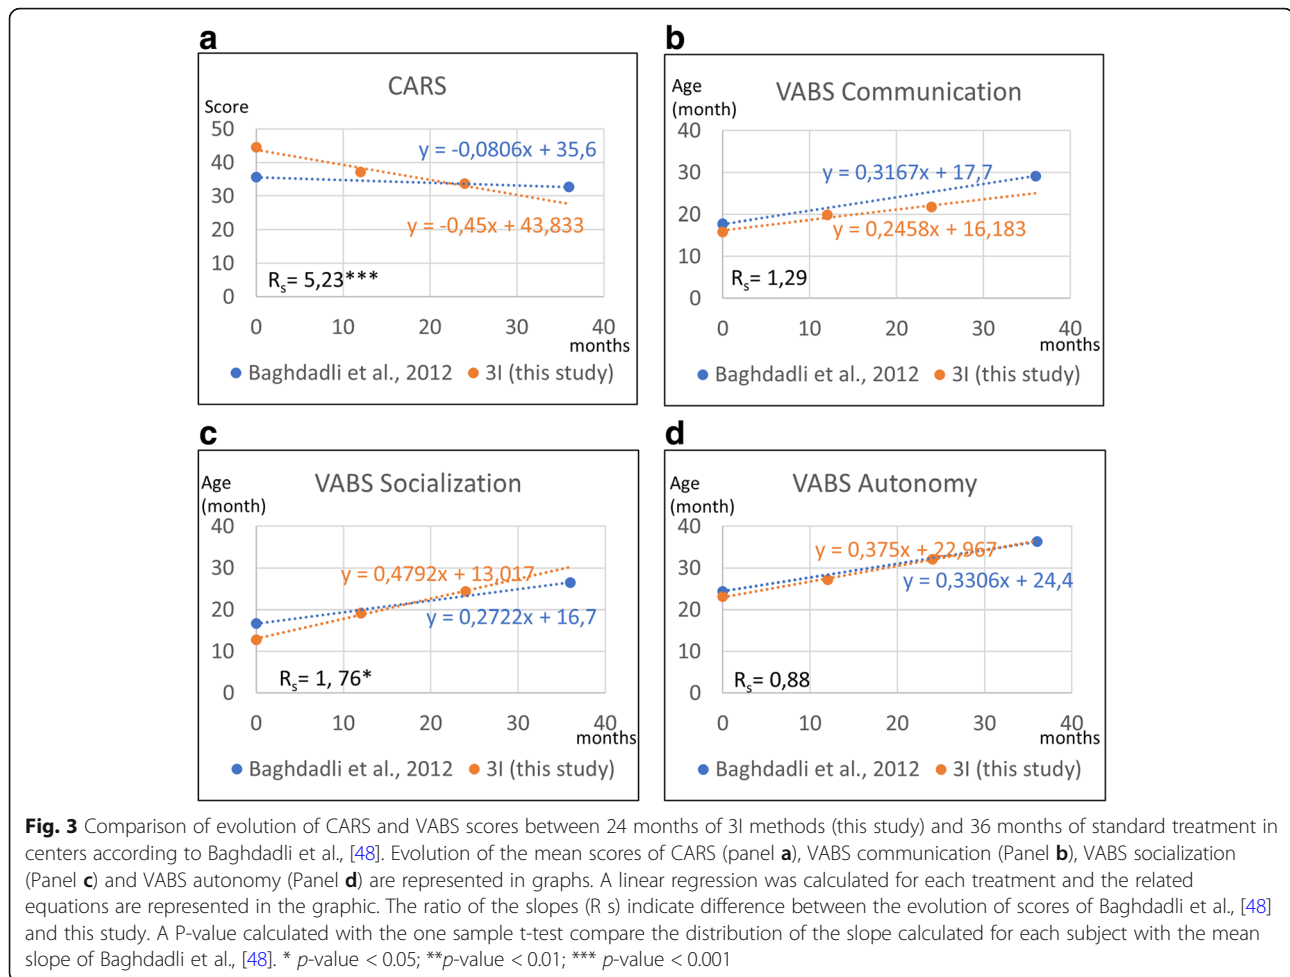 a
CARS
Score
50
40
30
20
10
0
y = -0,0806x + 35,6
y = -0,45x + 43,833
Rs= 5,23***
0 10 20 30 40
months
Baghdadli et al., 2012 3I (this study)
b
VABS Communication
Age
(month)
40
30
20
10
0
y = 0,3167x + 17,7
y = 0,2458x + 16,183
Rs= 1,29
0 10 20 30 40
months
Baghdadli et al., 2012 3I (this study)
c
VABS Socialization
Age
(month)
40
30
20
10
0
y = 0,4792x + 13,017
y = 0,2722x + 16,7
Rs= 1, 76*
0 10 20 30 40
months
Baghdadli et al., 2012 3I (this study)
d
VABS Autonomy
Age
(month)
40
30
20
10
0
y = 0,375x + 22,967
y = 0,3306x + 24,4
Rs= 0,88
0 10 20 30 40
months
Baghdadli et al., 2012 3I (this study)
Fig. 3 Comparison of evolution of CARS and VABS scores between 24 months of 3I methods (this study) and 36 months of standard treatment in
centers according to Baghdadli et al., [48]. Evolution of the mean scores of CARS (panel a), VABS communication (Panel b), VABS socialization
(Panel c) and VABS autonomy (Panel d) are represented in graphs. A linear regression was calculated for each treatment and the related
equations are represented in the graphic. The ratio of the slopes (R s) indicate difference between the evolution of scores of Baghdadli et al., [48]
and this study. A P-value calculated with the one sample t-test compare the distribution of the slope calculated for each subject with the mean
slope of Baghdadli et al., [48]. * p-value < 0.05; **p-value < 0.01; *** p-value < 0.001